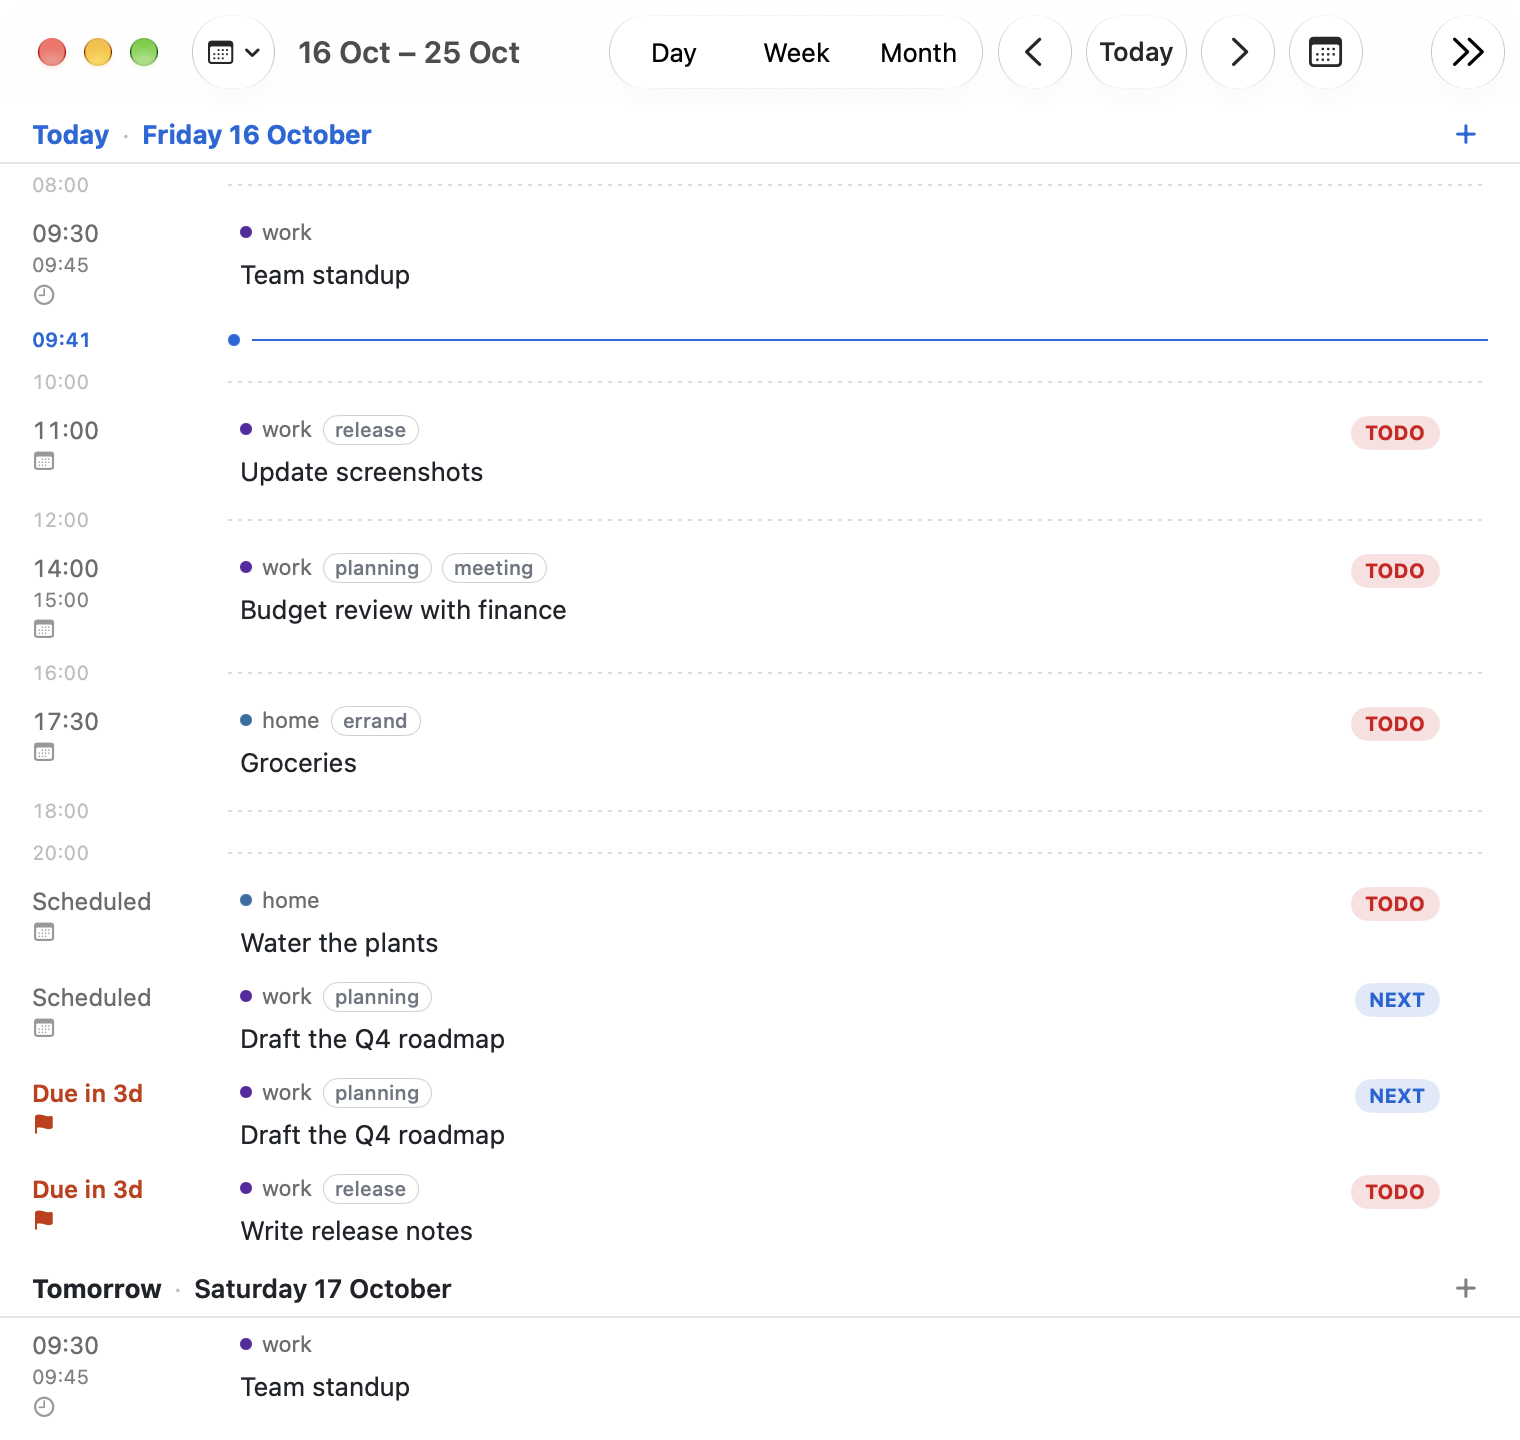 16 Oct – 25 Oct Day Week Month Today
Today · Friday 16 October
08:00
09:30 work
09:45
Team standup
09:41
10:00
11:00 work release TODO
Update screenshots
12:00
14:00 work planning meeting TODO
15:00
Budget review with finance
16:00
17:30 home errand TODO
Groceries
18:00
20:00
Scheduled home TODO
Water the plants
Scheduled work planning NEXT
Draft the Q4 roadmap
Due in 3d work planning NEXT
Draft the Q4 roadmap
Due in 3d work release TODO
Write release notes
Tomorrow · Saturday 17 October
09:30 work
09:45
Team standup